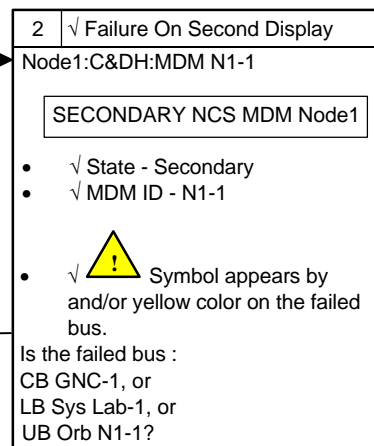 2 √ Failure On Second Display
Node1:C&DH:MDM N1-1
SECONDARY NCS MDM Node1
• √ State - Secondary
• √ MDM ID - N1-1
!
• √ Symbol appears by
and/or yellow color on the failed
bus.
Is the failed bus :
CB GNC-1, or
LB Sys Lab-1, or
UB Orb N1-1?